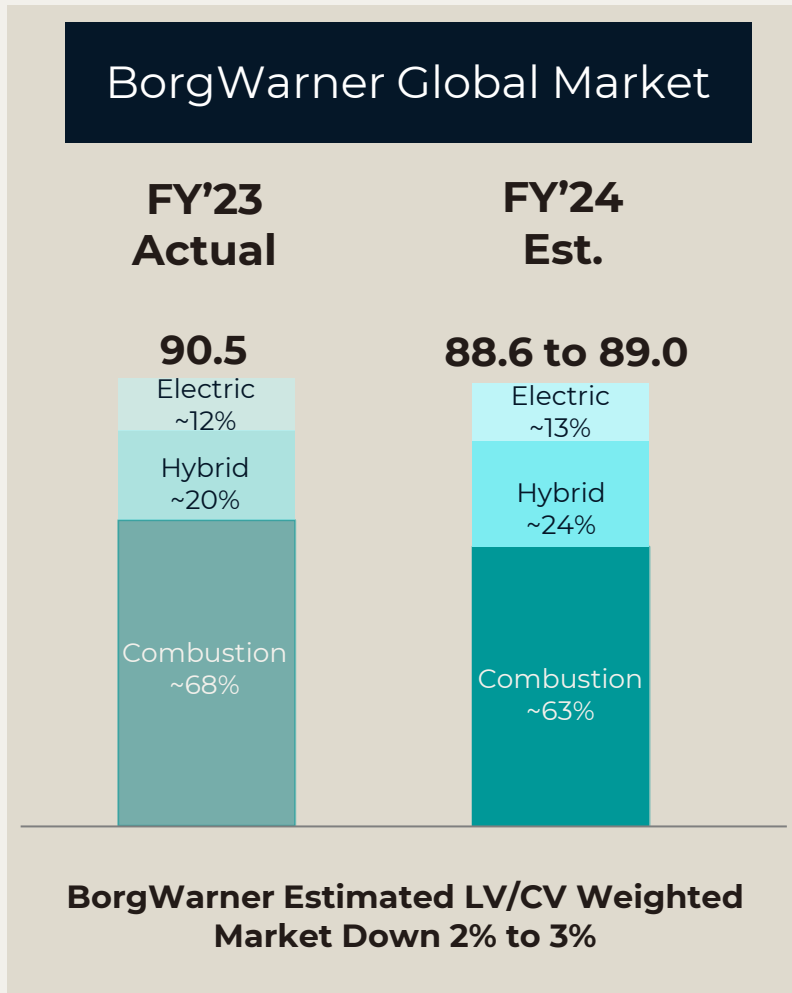 BorgWarner Global Market
FY’23
Actual
FY’24
Est.
90.5
88.6 to 89.0
Electric
~12%
Hybrid
~20%
Combustion
~68%
Electric
~13%
Hybrid
~24%
Combustion
~63%
BorgWarner Estimated LV/CV Weighted
Market Down 2% to 3%